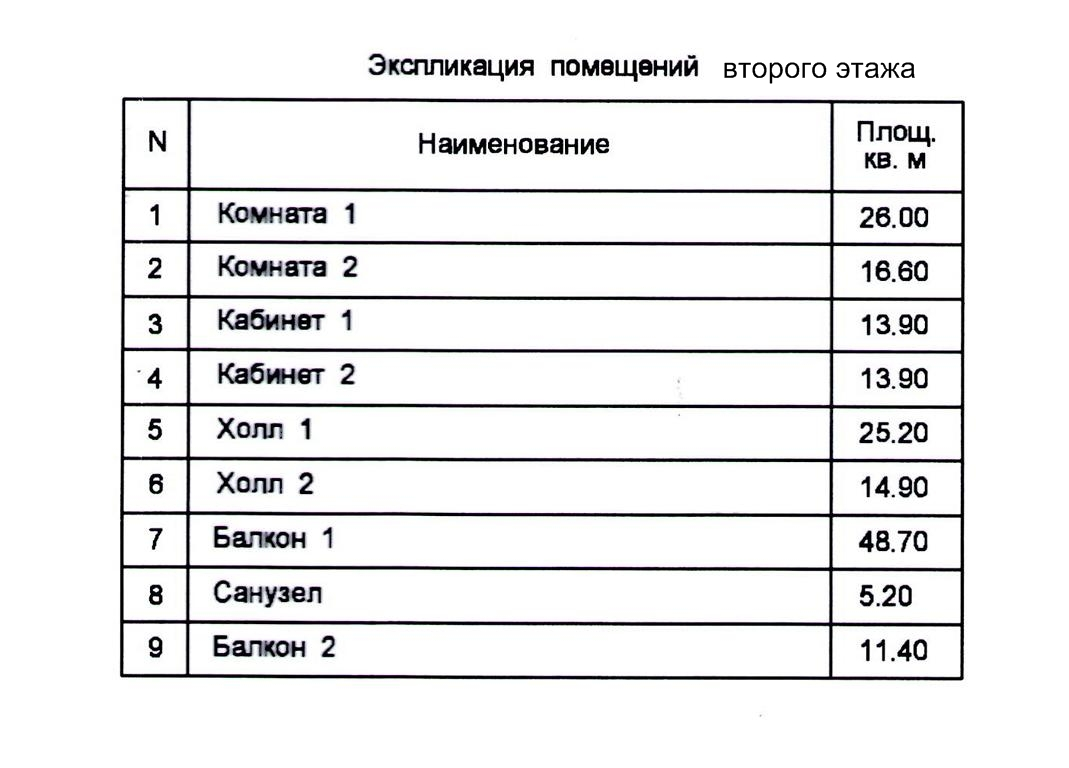 Экспликация помещений второго этажа
N Наименование Площ. кв. м
1 Комната 1 26.00
2 Комната 2 16.60
3 Кабинет 1 13.90
4 Кабинет 2 13.90
5 Холл 1 25.20
6 Холл 2 14.90
7 Балкон 1 48.70
8 Санузел 5.20
9 Балкон 2 11.40